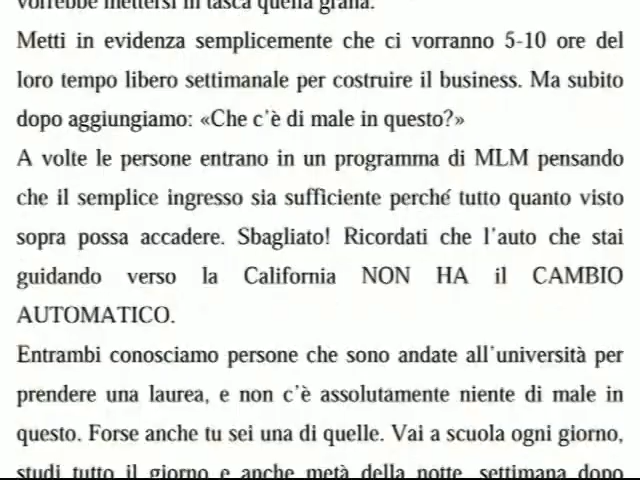 vorrebbe mettersi in tasca quella grana.
Metti in evidenza semplicemente che ci vorranno 5-10 ore del
loro tempo libero settimanale per costruire il business. Ma subito
dopo aggiungiamo: «Che c'è di male in questo?»
A volte le persone entrano in un programma di MLM pensando
che il semplice ingresso sia sufficiente perché tutto quanto visto
sopra possa accadere. Sbagliato! Ricordati che l'auto che stai
guidando verso la California NON HA il CAMBIO
AUTOMATICO.
Entrambi conosciamo persone che sono andate all'università per
prendere una laurea, e non c'è assolutamente niente di male in
questo. Forse anche tu sei una di quelle. Vai a scuola ogni giorno,
studi tutto il giorno e anche metà della notte, settimana dopo